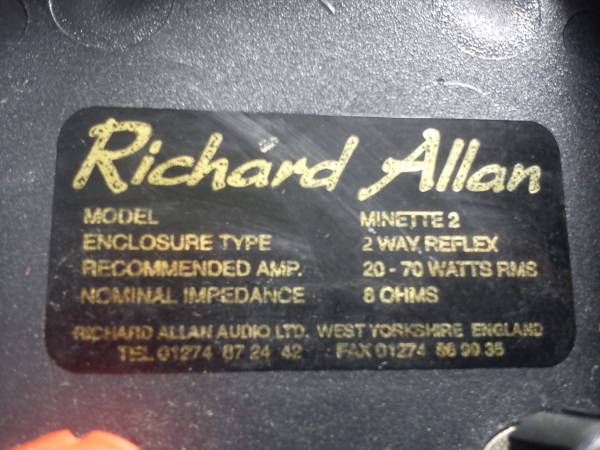 Richard Allan
MODEL MINETTE 2
ENCLOSURE TYPE 2 WAY, REFLEX
RECOMMENDED AMP. 20 - 70 WATTS RMS
NOMINAL IMPEDANCE 8 OHMS
RICHARD ALLAN AUDIO LTD. WEST YORKSHIRE ENGLAND
TEL 01274 87 24 42 FAX 01274 86 99 35